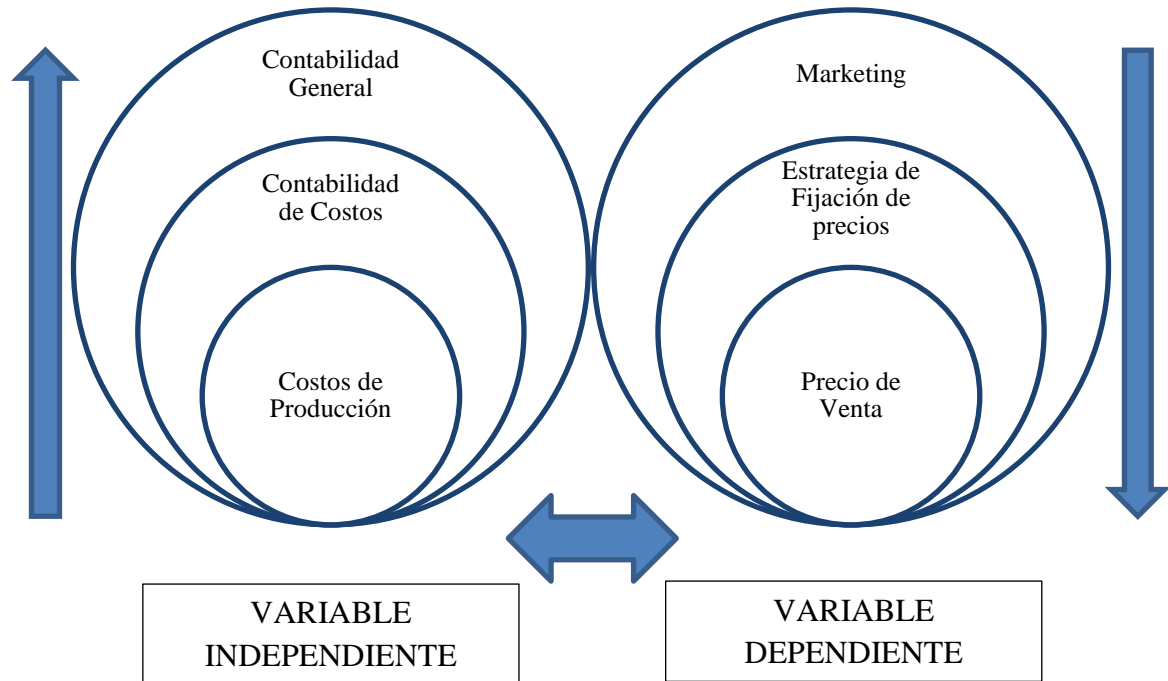 Contabilidad
General
Contabilidad
de Costos
Costos de
Producción
Marketing
Estrategia de
Fijación de
precios
Precio de
Venta
VARIABLE
INDEPENDIENTE
VARIABLE
DEPENDIENTE